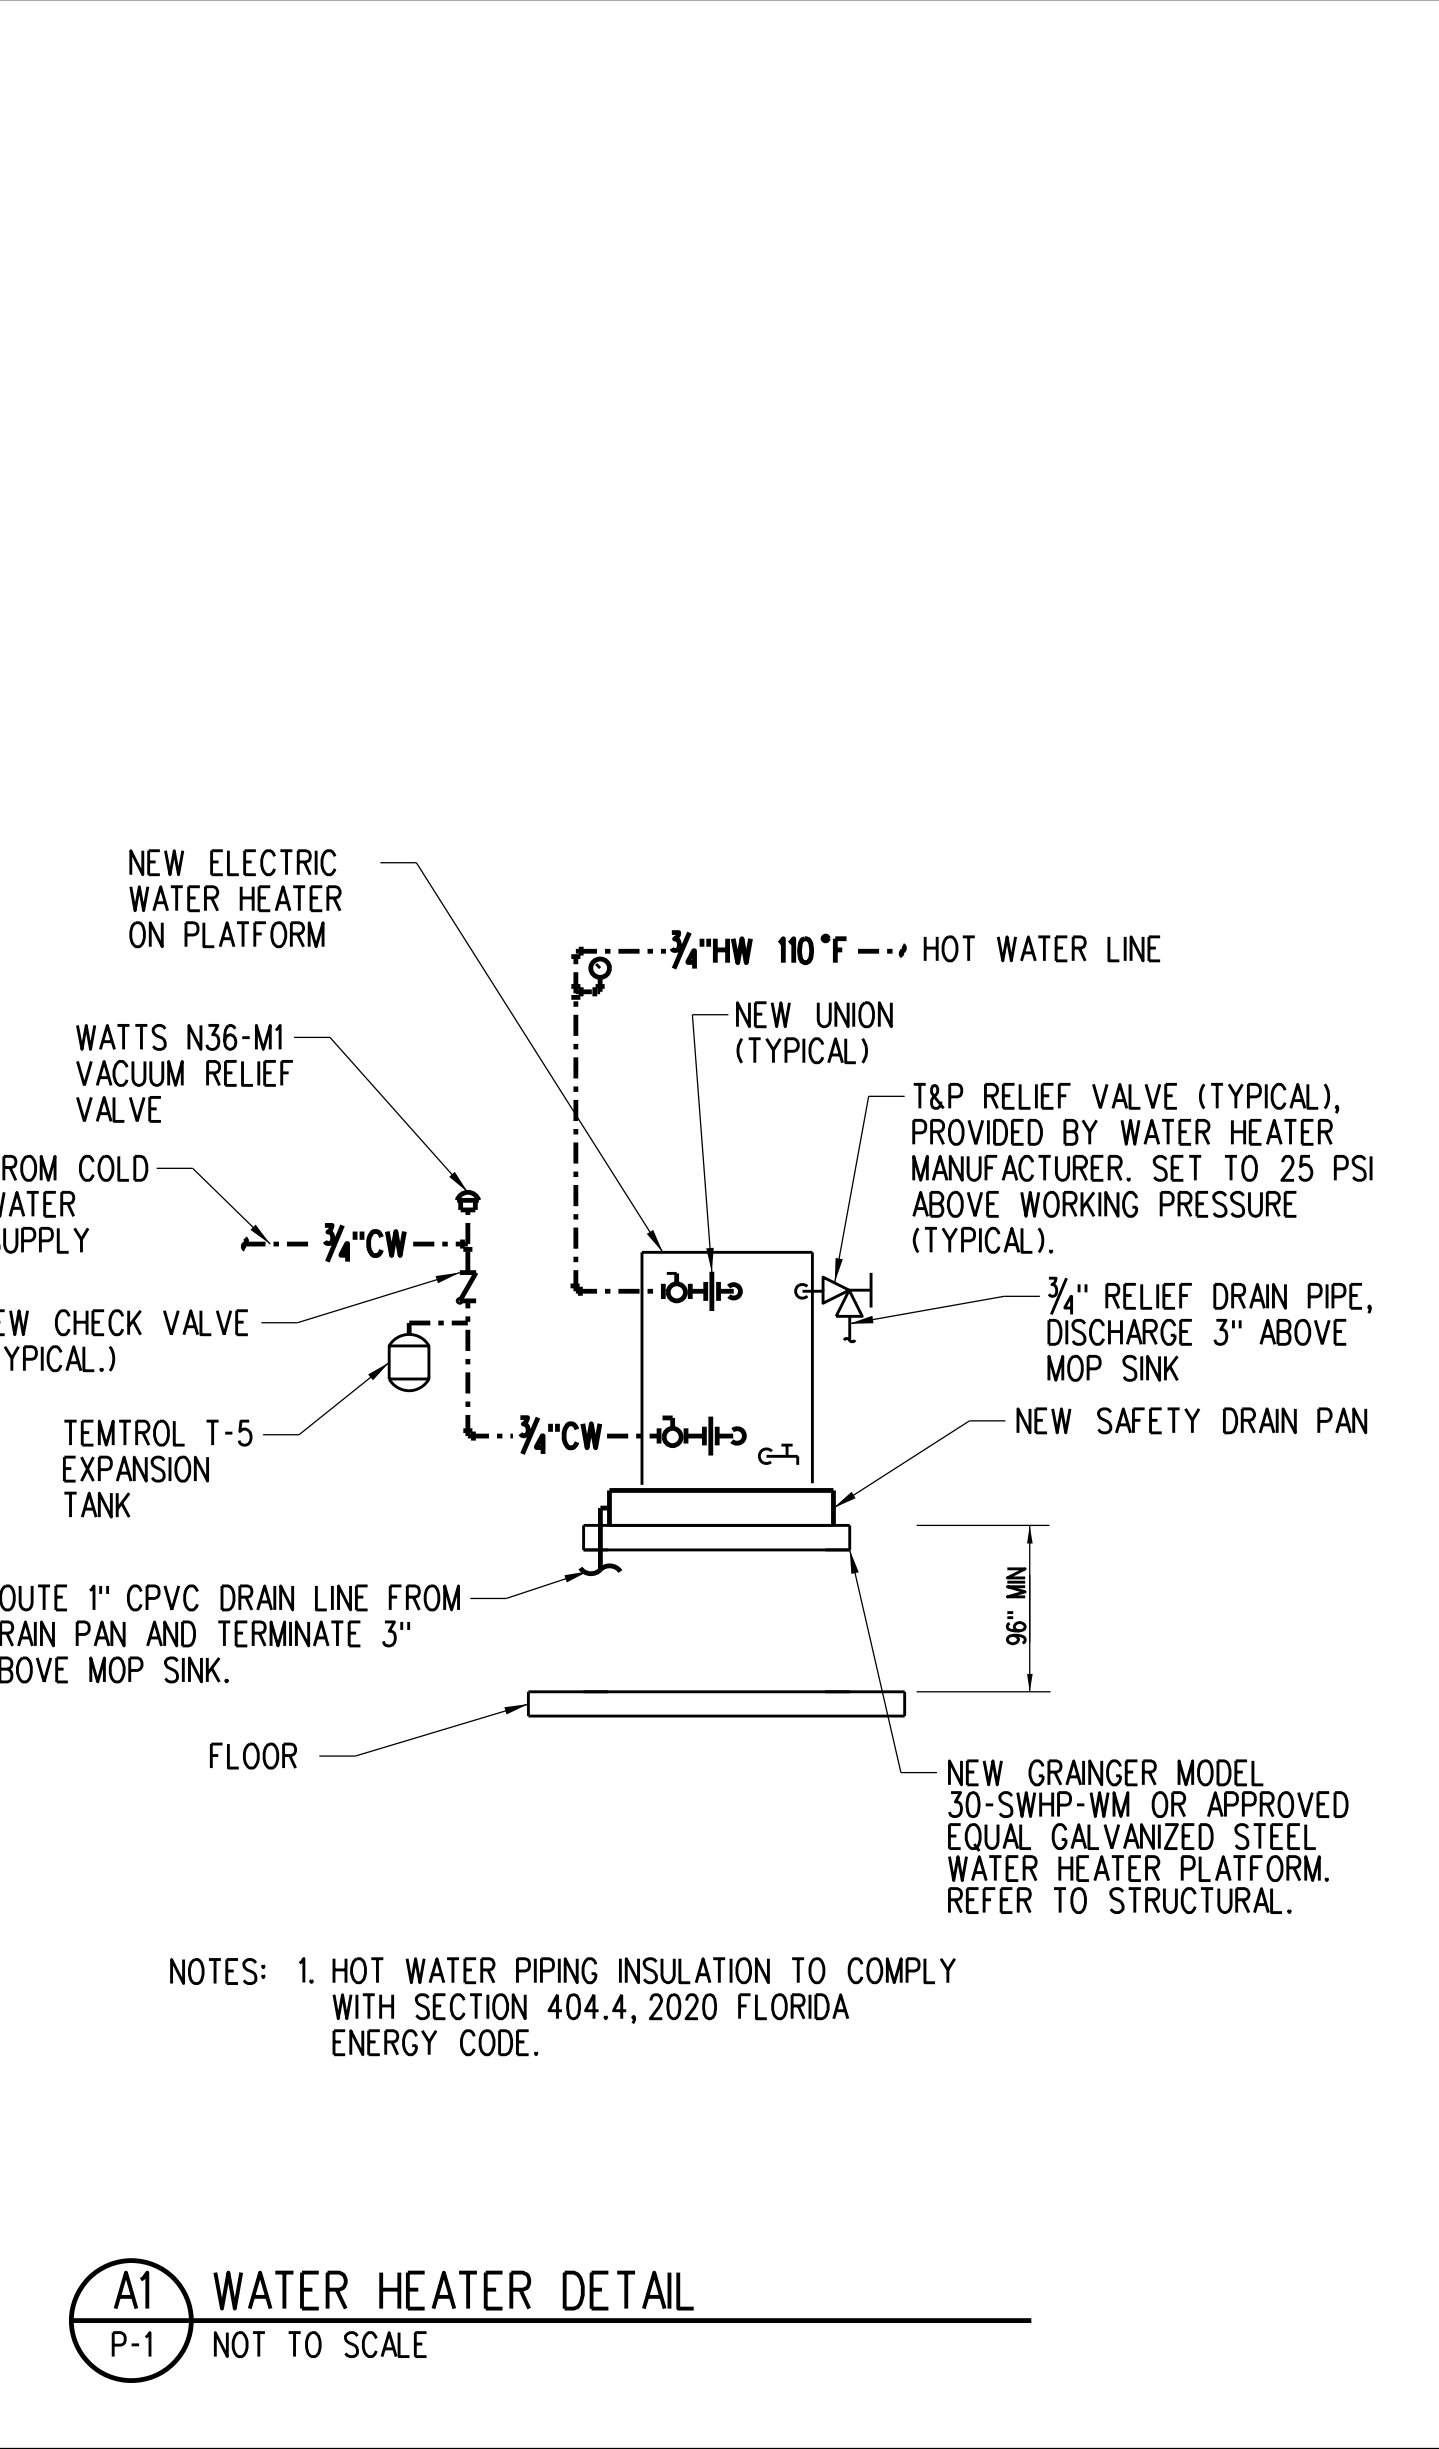 NEW ELECTRIC
WATER HEATER
ON PLATFORM
¾"HW 110°F
HOT WATER LINE
NEW UNION
(TYPICAL)
WATTS N36-M1
VACUUM RELIEF
VALVE
T&P RELIEF VALVE (TYPICAL),
PROVIDED BY WATER HEATER
MANUFACTURER. SET TO 25 PSI
ABOVE WORKING PRESSURE
(TYPICAL).
ROM COLD
WATER
UPPLY
¾"CW
¾" RELIEF DRAIN PIPE,
DISCHARGE 3" ABOVE
MOP SINK
EW CHECK VALVE
YPICAL.)
NEW SAFETY DRAIN PAN
TEMTROL T-5
EXPANSION
TANK
¾"CW
96" MIN
OUTE 1" CPVC DRAIN LINE FROM
RAIN PAN AND TERMINATE 3"
BOVE MOP SINK.
FLOOR
NEW GRAINGER MODEL
30-SWHP-WM OR APPROVED
EQUAL GALVANIZED STEEL
WATER HEATER PLATFORM.
REFER TO STRUCTURAL.
NOTES: 1. HOT WATER PIPING INSULATION TO COMPLY
WITH SECTION 404.4, 2020 FLORIDA
ENERGY CODE.
A1
WATER HEATER DETAIL
P-1
NOT TO SCALE